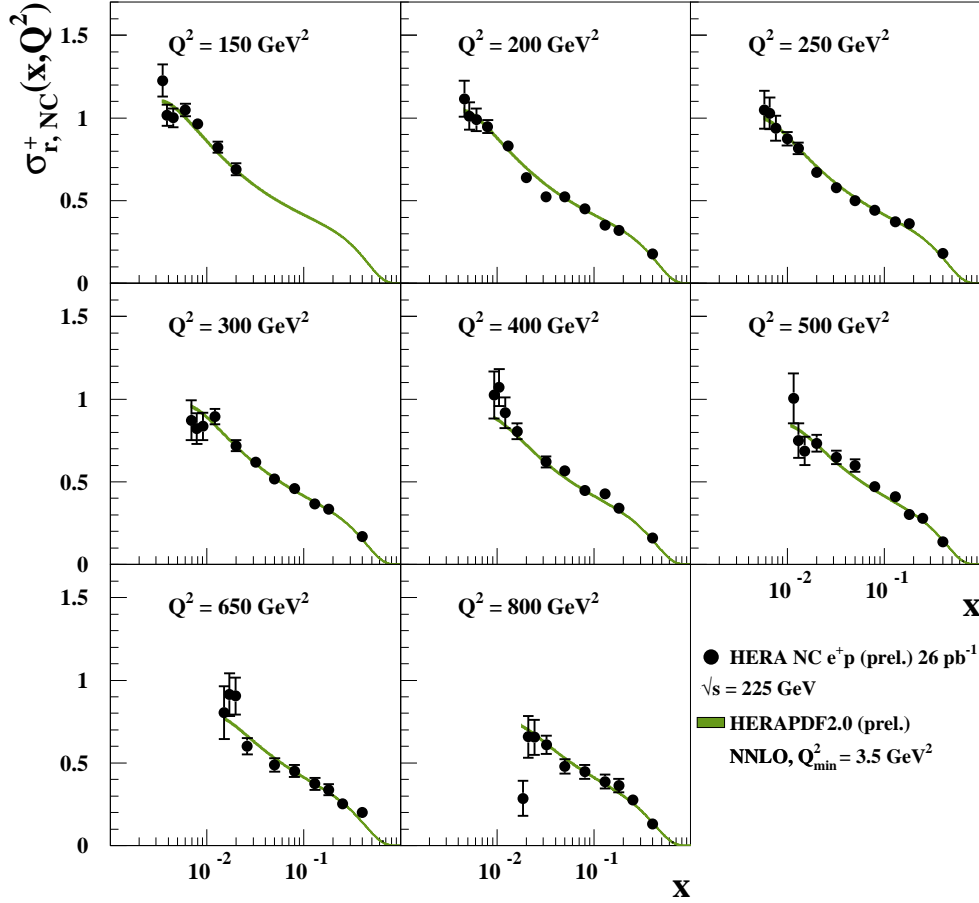 σ⁺r, NC(x,Q²)
1.5
1
0.5
0
Q² = 150 GeV²
Q² = 200 GeV²
Q² = 250 GeV²
1.5
1
0.5
0
Q² = 300 GeV²
Q² = 400 GeV²
Q² = 500 GeV²
10⁻² 10⁻¹
x
1.5
1
0.5
0
Q² = 650 GeV²
Q² = 800 GeV²
HERA NC e⁺p (prel.) 26 pb⁻¹
√s = 225 GeV
HERAPDF2.0 (prel.)
NNLO, Q²min = 3.5 GeV²
10⁻² 10⁻¹
10⁻² 10⁻¹
x